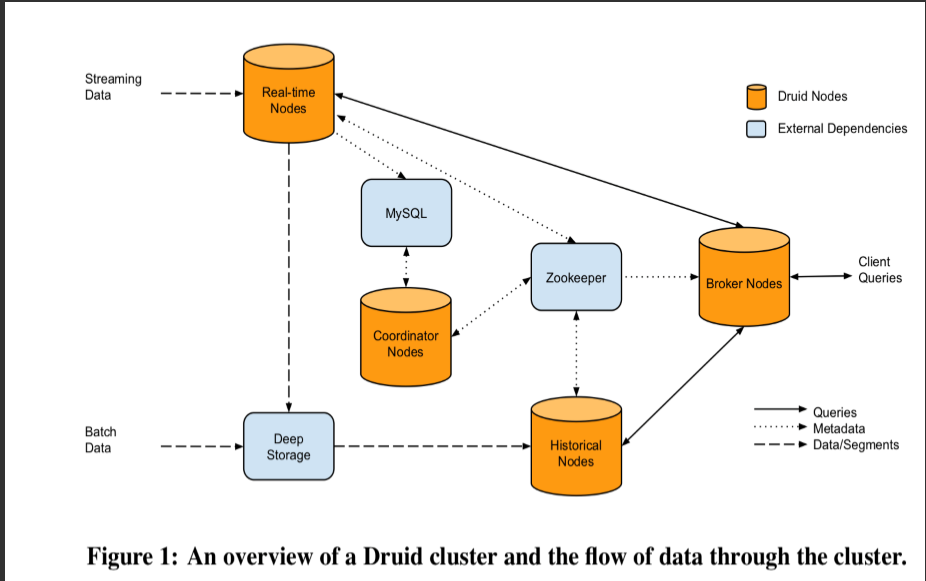 Streaming
Data
Real-time
Nodes
Druid Nodes
External Dependencies
MySQL
Zookeeper
Broker Nodes
Client
Queries
Coordinator
Nodes
Batch
Data
Deep
Storage
Historical
Nodes
Queries
Metadata
Data/Segments
Figure 1: An overview of a Druid cluster and the flow of data through the cluster.